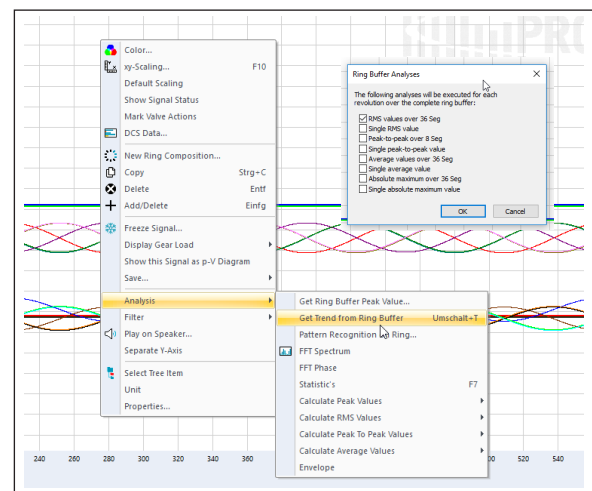 PRO
Color...
xy-Scaling... F10
Default Scaling
Show Signal Status
Mark Valve Actions
DCS Data...
New Ring Composition...
Copy Strg+C
Delete Entf
Add/Delete Einfg
Freeze Signal...
Display Gear Load
Show this Signal as p-V Diagram
Save...
Analysis
Filter
Play on Speaker...
Separate Y-Axis
Select Tree Item
Unit
Properties...
Ring Buffer Analyses
The following analyses will be executed for each
revolution over the complete ring buffer:
RMS values over 36 Seg
Single RMS value
Peak-to-peak over 8 Seg
Single peak-to-peak value
Average values over 36 Seg
Single average value
Absolute maximum over 36 Seg
Single absolute maximum value
OK Cancel
Get Ring Buffer Peak Value...
Get Trend from Ring Buffer Umschalt+T
Pattern Recognition Ring...
FFT Spectrum
FFT Phase
Statistic's F7
Calculate Peak Values
Calculate RMS Values
Calculate Peak To Peak Values
Calculate Average Values
Envelope
240 260 280 300 320 340 360 520 540